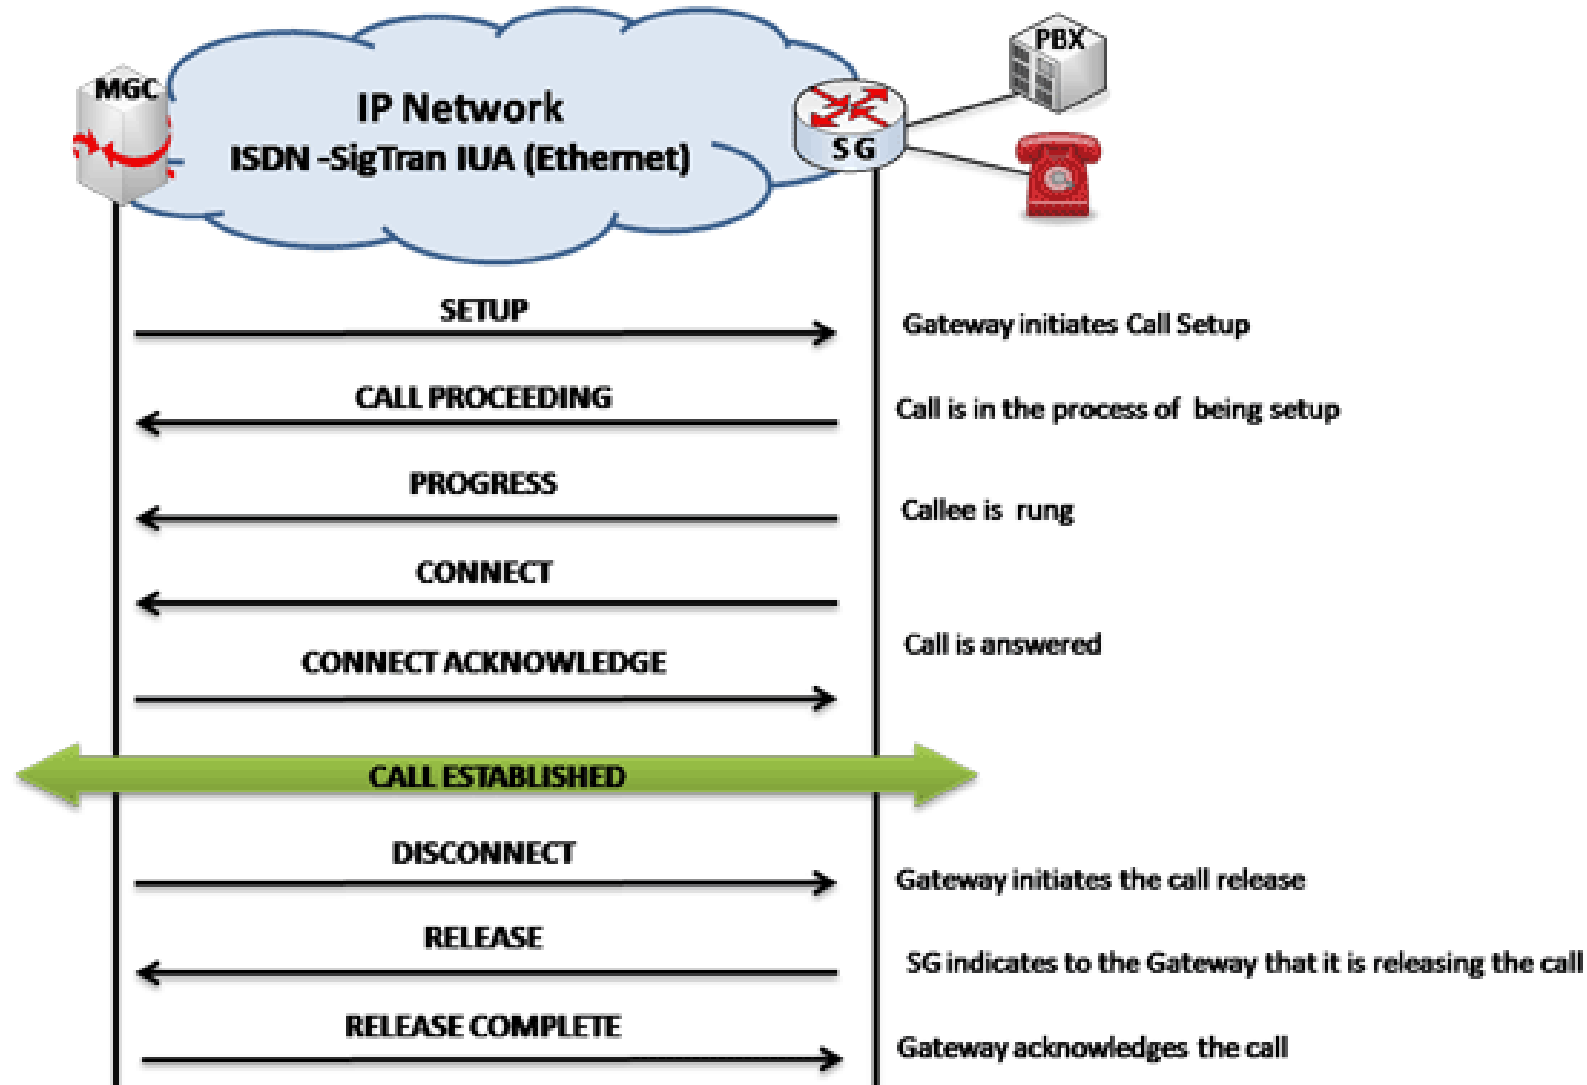 MGC
PBX
IP Network
ISDN -SigTran IUA (Ethernet)
SG
SETUP
Gateway initiates Call Setup
CALL PROCEEDING
Call is in the process of being setup
PROGRESS
Callee is rung
CONNECT
Call is answered
CONNECT ACKNOWLEDGE
CALL ESTABLISHED
DISCONNECT
Gateway initiates the call release
RELEASE
SG indicates to the Gateway that it is releasing the call
RELEASE COMPLETE
Gateway acknowledges the call